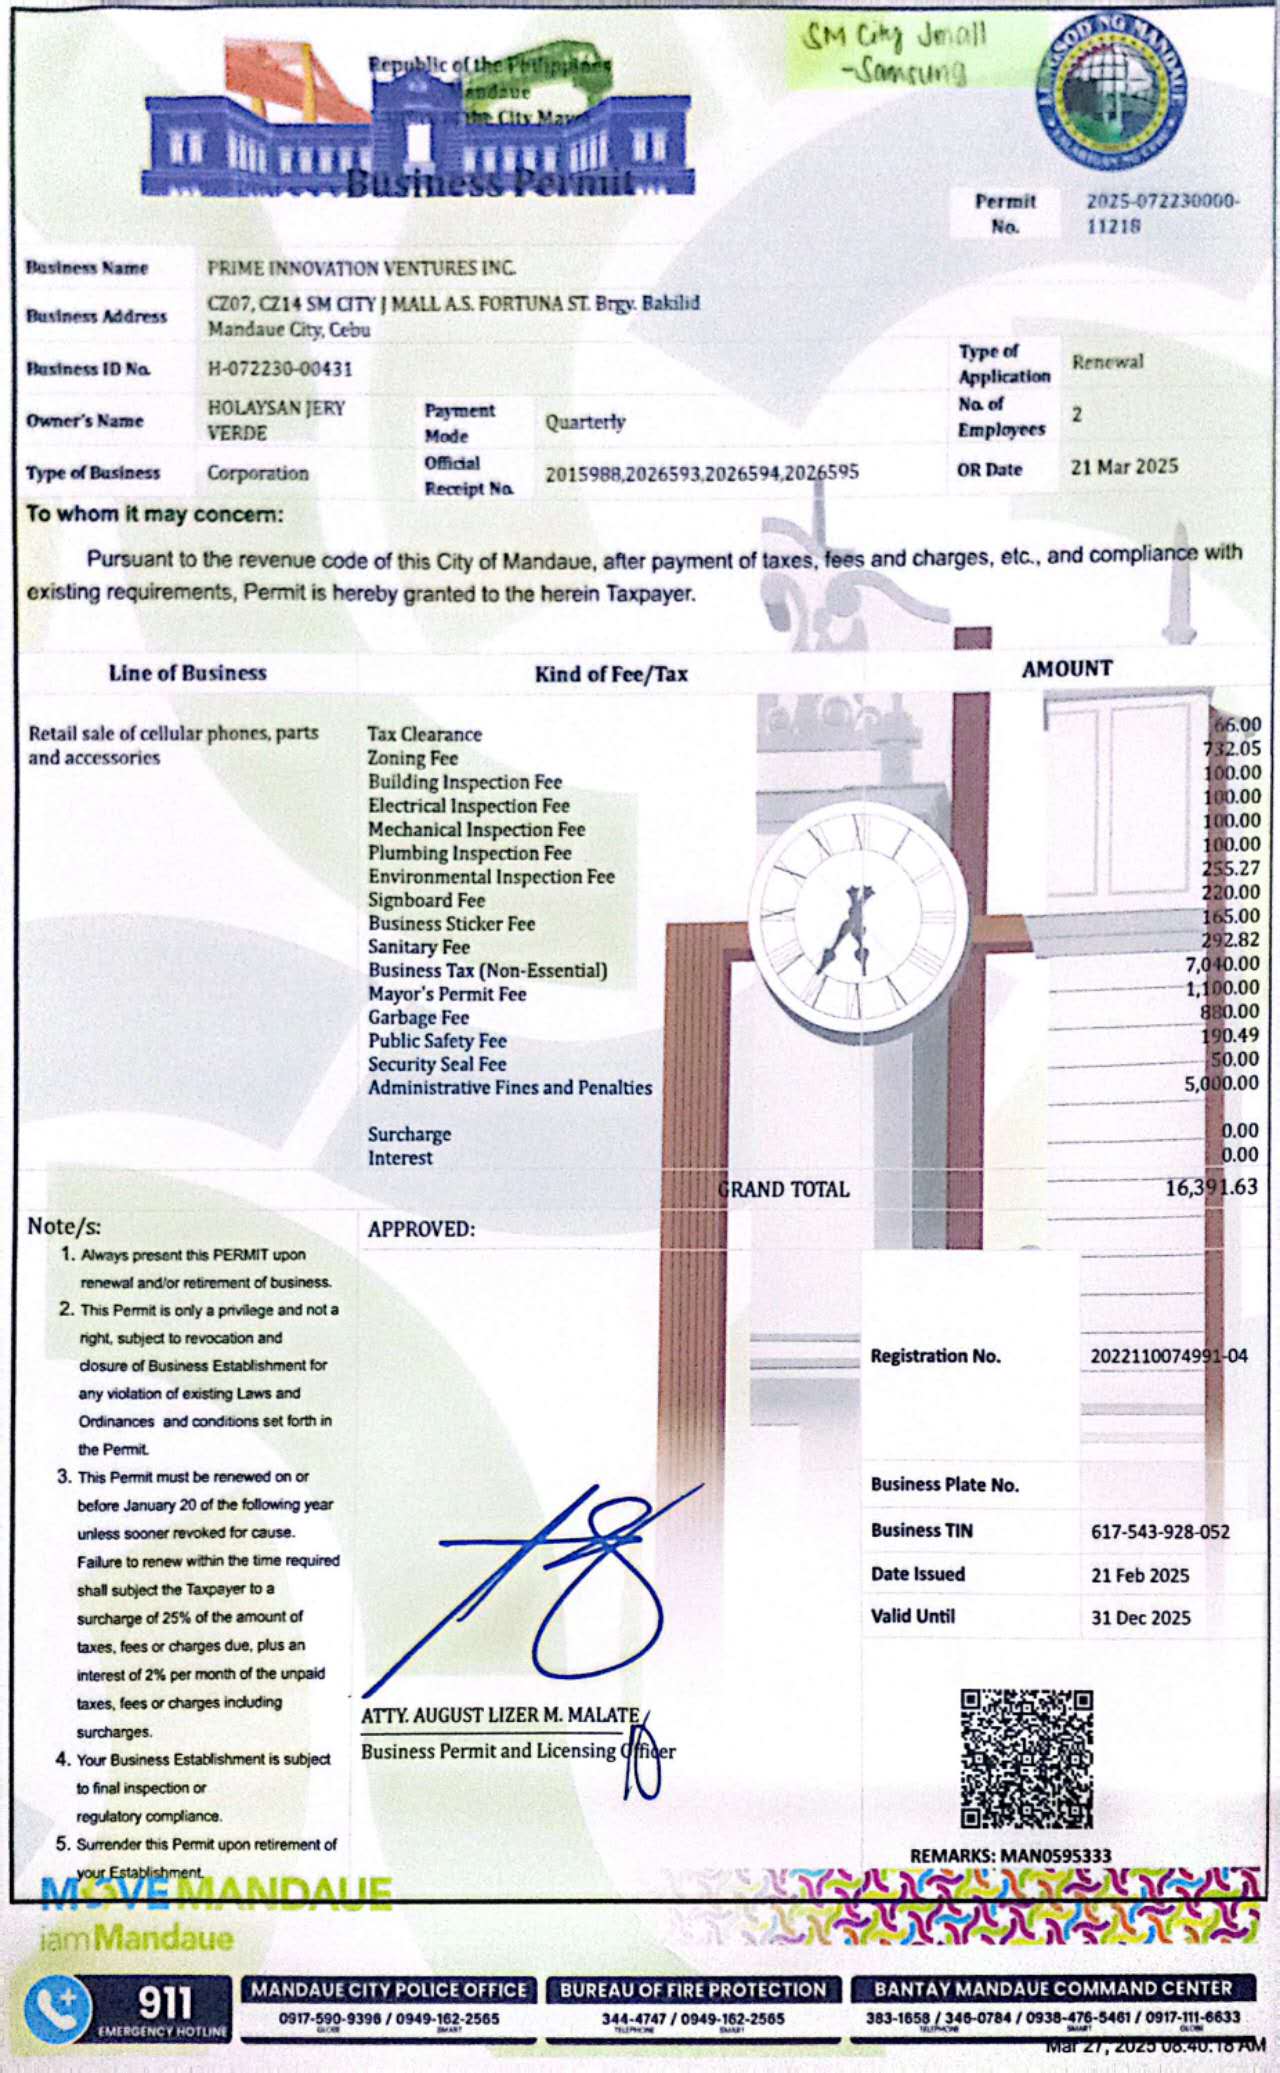 SM City Jmall
-Samsung
Republic of the Philippines
Mandaue
the City May
Business Permit
Permit No. 2025-072230000-11218
Business Name PRIME INNOVATION VENTURES INC.
Business Address CZ07, CZ14 SM CITY J MALL A.S. FORTUNA ST. Brgy. Bakilid
Mandaue City, Cebu
Business ID No. H-072230-00431
Type of Application Renewal
Owner's Name HOLAYSAN JERY VERDE
Payment Mode Quarterly
No. of Employees 2
Type of Business Corporation
Official Receipt No. 2015988,2026593,2026594,2026595
OR Date 21 Mar 2025
To whom it may concern:
Pursuant to the revenue code of this City of Mandaue, after payment of taxes, fees and charges, etc., and compliance with
existing requirements, Permit is hereby granted to the herein Taxpayer.
Line of Business Kind of Fee/Tax AMOUNT
Retail sale of cellular phones, parts
and accessories
Tax Clearance 66.00
Zoning Fee 732.05
Building Inspection Fee 100.00
Electrical Inspection Fee 100.00
Mechanical Inspection Fee 100.00
Plumbing Inspection Fee 100.00
Environmental Inspection Fee 255.27
Signboard Fee 220.00
Business Sticker Fee 165.00
Sanitary Fee 292.82
Business Tax (Non-Essential) 7,040.00
Mayor's Permit Fee 1,100.00
Garbage Fee 880.00
Public Safety Fee 190.49
Security Seal Fee 50.00
Administrative Fines and Penalties 5,000.00
Surcharge 0.00
Interest 0.00
GRAND TOTAL 16,391.63
Note/s:
1. Always present this PERMIT upon
renewal and/or retirement of business.
2. This Permit is only a privilege and not a
right, subject to revocation and
closure of Business Establishment for
any violation of existing Laws and
Ordinances and conditions set forth in
the Permit.
3. This Permit must be renewed on or
before January 20 of the following year
unless sooner revoked for cause.
Failure to renew within the time required
shall subject the Taxpayer to a
surcharge of 25% of the amount of
taxes, fees or charges due, plus an
interest of 2% per month of the unpaid
taxes, fees or charges including
surcharges.
4. Your Business Establishment is subject
to final inspection or
regulatory compliance.
5. Surrender this Permit upon retirement of
your Establishment.
APPROVED:
ATTY. AUGUST LIZER M. MALATE
Business Permit and Licensing Officer
Registration No. 2022110074991-04
Business Plate No.
Business TIN 617-543-928-052
Date Issued 21 Feb 2025
Valid Until 31 Dec 2025
REMARKS: MAN0595333
MOVE MANDAUE
iamMandaue
911
EMERGENCY HOTLINE
MANDAUE CITY POLICE OFFICE
0917-590-9396 / 0949-162-2565
GLOBE SMART
BUREAU OF FIRE PROTECTION
344-4747 / 0949-162-2565
TELEPHONE SMART
BANTAY MANDAUE COMMAND CENTER
383-1658 / 346-0784 / 0938-476-5461 / 0917-111-6633
TELEPHONE SMART GLOBE
Mar 27, 2025 08:40:18 AM